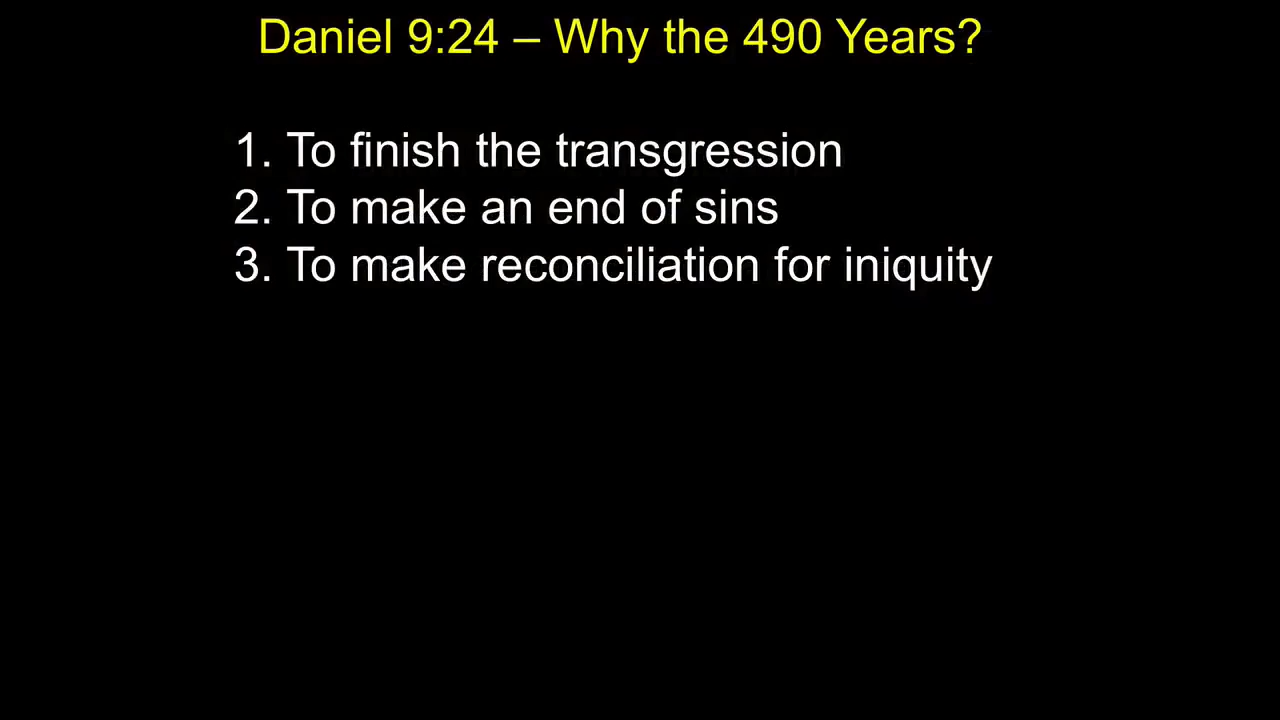 Daniel 9:24 – Why the 490 Years?
1. To finish the transgression
2. To make an end of sins
3. To make reconciliation for iniquity